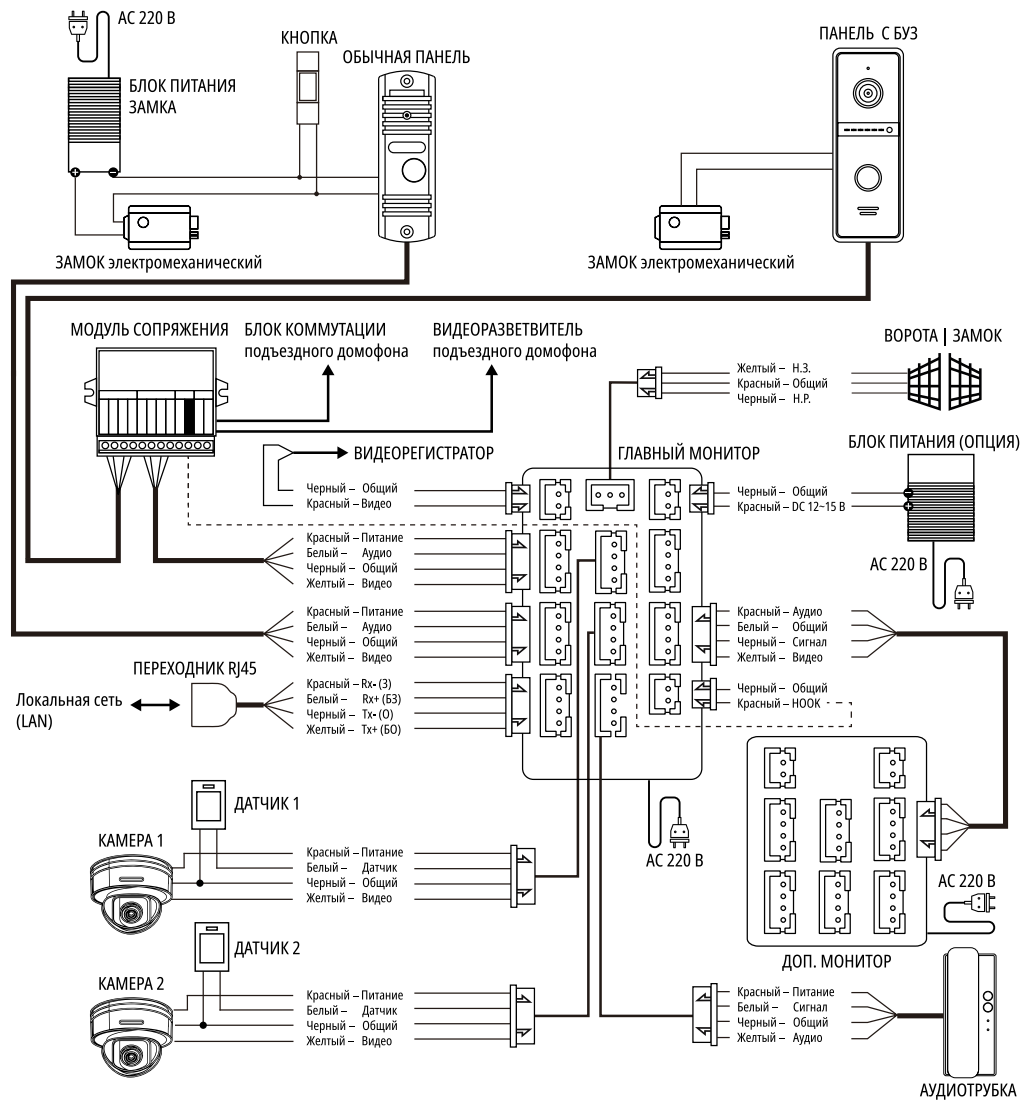 AC 220 В
БЛОК ПИТАНИЯ
ЗАМКА
КНОПКА
ОБЫЧНАЯ ПАНЕЛЬ
ПАНЕЛЬ С БУЗ
ЗАМОК электромеханический
ЗАМОК электромеханический
МОДУЛЬ СОПРЯЖЕНИЯ
БЛОК КОММУТАЦИИ
подъездного домофона
ВИДЕОРАЗВЕТВИТЕЛЬ
подъездного домофона
ВОРОТА | ЗАМОК
Желтый – Н.З.
Красный – Общий
Черный – Н.Р.
ВИДЕОРЕГИСТРАТОР
ГЛАВНЫЙ МОНИТОР
БЛОК ПИТАНИЯ (ОПЦИЯ)
Черный – Общий
Красный – Видео
Черный – Общий
Красный – DC 12~15 В
AC 220 В
Красный – Питание
Белый – Аудио
Черный – Общий
Желтый – Видео
Красный – Питание
Белый – Аудио
Черный – Общий
Желтый – Видео
Красный – Аудио
Белый – Общий
Черный – Сигнал
Желтый – Видео
ПЕРЕХОДНИК RJ45
Локальная сеть
(LAN)
Красный – Rx- (З)
Белый – Rx+ (БЗ)
Черный – Tx- (О)
Желтый – Tx+ (БО)
Черный – Общий
Красный – HOOK
ДАТЧИК 1
КАМЕРА 1
Красный – Питание
Белый – Датчик
Черный – Общий
Желтый – Видео
AC 220 В
AC 220 В
ДАТЧИК 2
КАМЕРА 2
Красный – Питание
Белый – Датчик
Черный – Общий
Желтый – Видео
ДОП. МОНИТОР
Красный – Питание
Белый – Сигнал
Черный – Общий
Желтый – Аудио
АУДИОТРУБКА